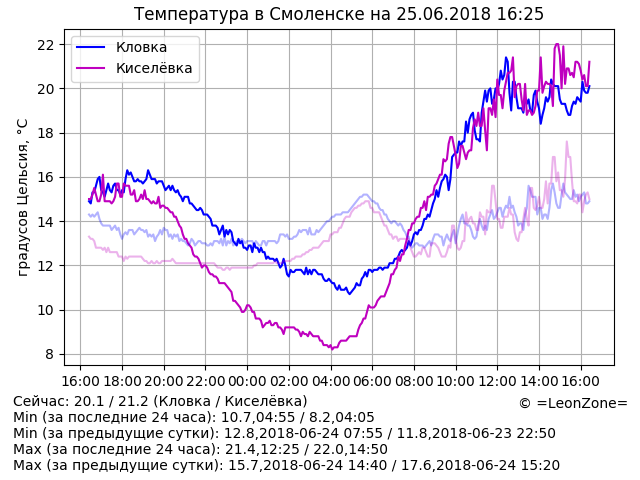 Температура в Смоленске на 25.06.2018 16:25
Кловка
Киселёвка
градусов Цельсия, °C
22
20
18
16
14
12
10
8
16:00 18:00 20:00 22:00 00:00 02:00 04:00 06:00 08:00 10:00 12:00 14:00 16:00
Сейчас: 20.1 / 21.2 (Кловка / Киселёвка)
© =LeonZone=
Min (за последние 24 часа): 10.7,04:55 / 8.2,04:05
Min (за предыдущие сутки): 12.8,2018-06-24 07:55 / 11.8,2018-06-23 22:50
Max (за последние 24 часа): 21.4,12:25 / 22.0,14:50
Max (за предыдущие сутки): 15.7,2018-06-24 14:40 / 17.6,2018-06-24 15:20